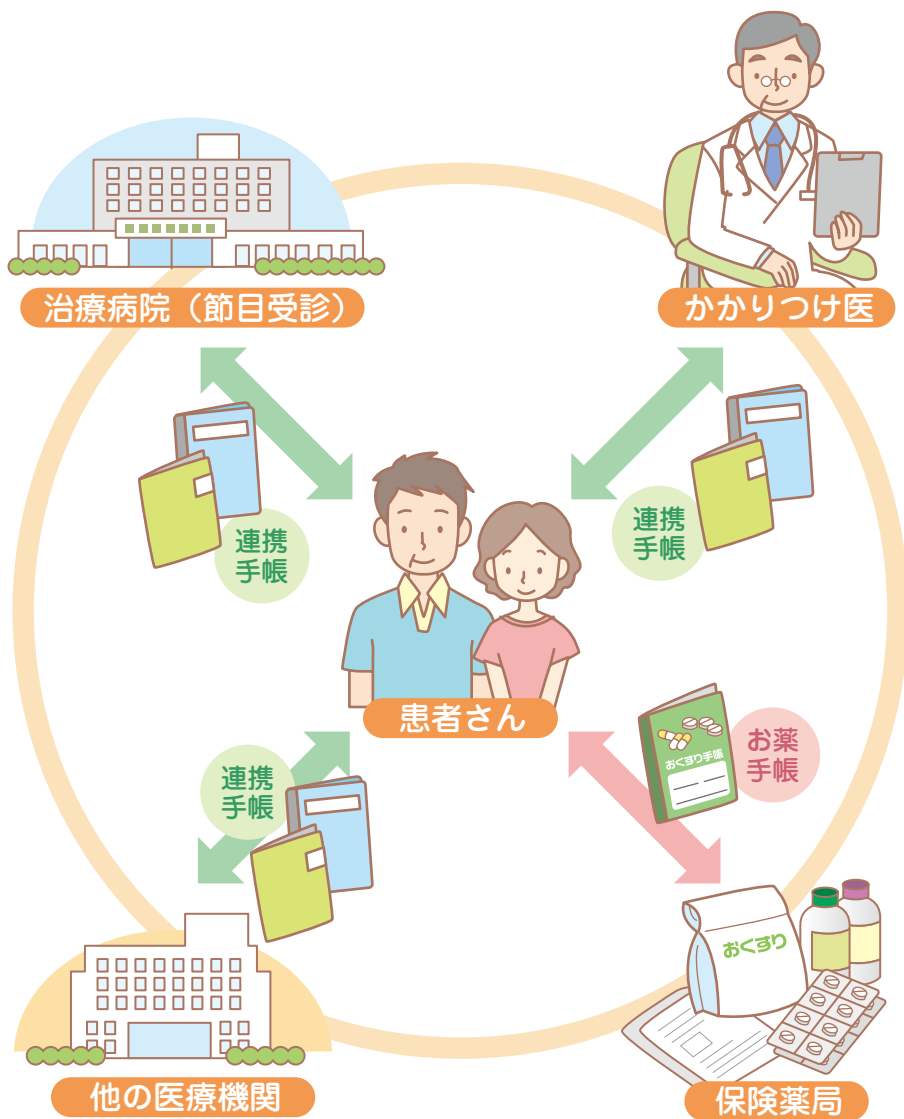 治療病院（節目受診）
かかりつけ医
連携
手帳
連携
手帳
患者さん
連携
手帳
おくすり手帳
お薬
手帳
おくすり
他の医療機関
保険薬局